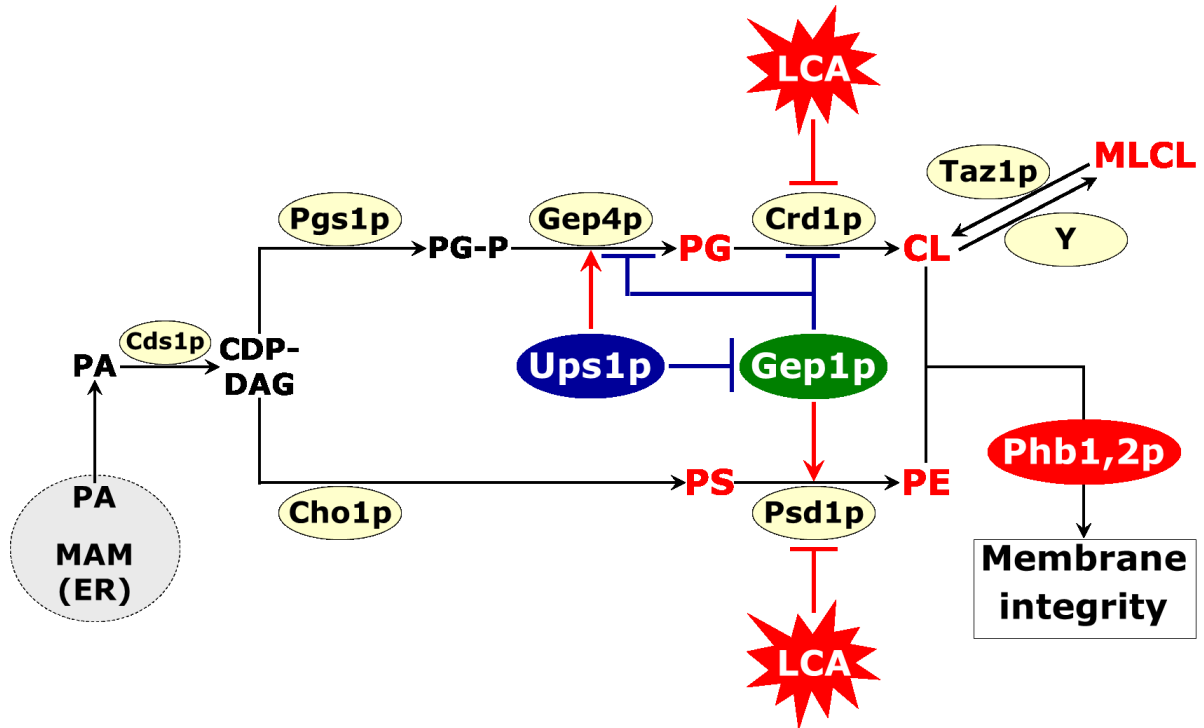 LCA
MLCL
Taz1p
Pgs1p
Gep4p
Crd1p
Y
PG-P
PG
CL
Cds1p
CDP-
DAG
PA
Ups1p
Gep1p
Phb1,2p
PA
PS
PE
Cho1p
Psd1p
MAM
(ER)
Membrane
integrity
LCA